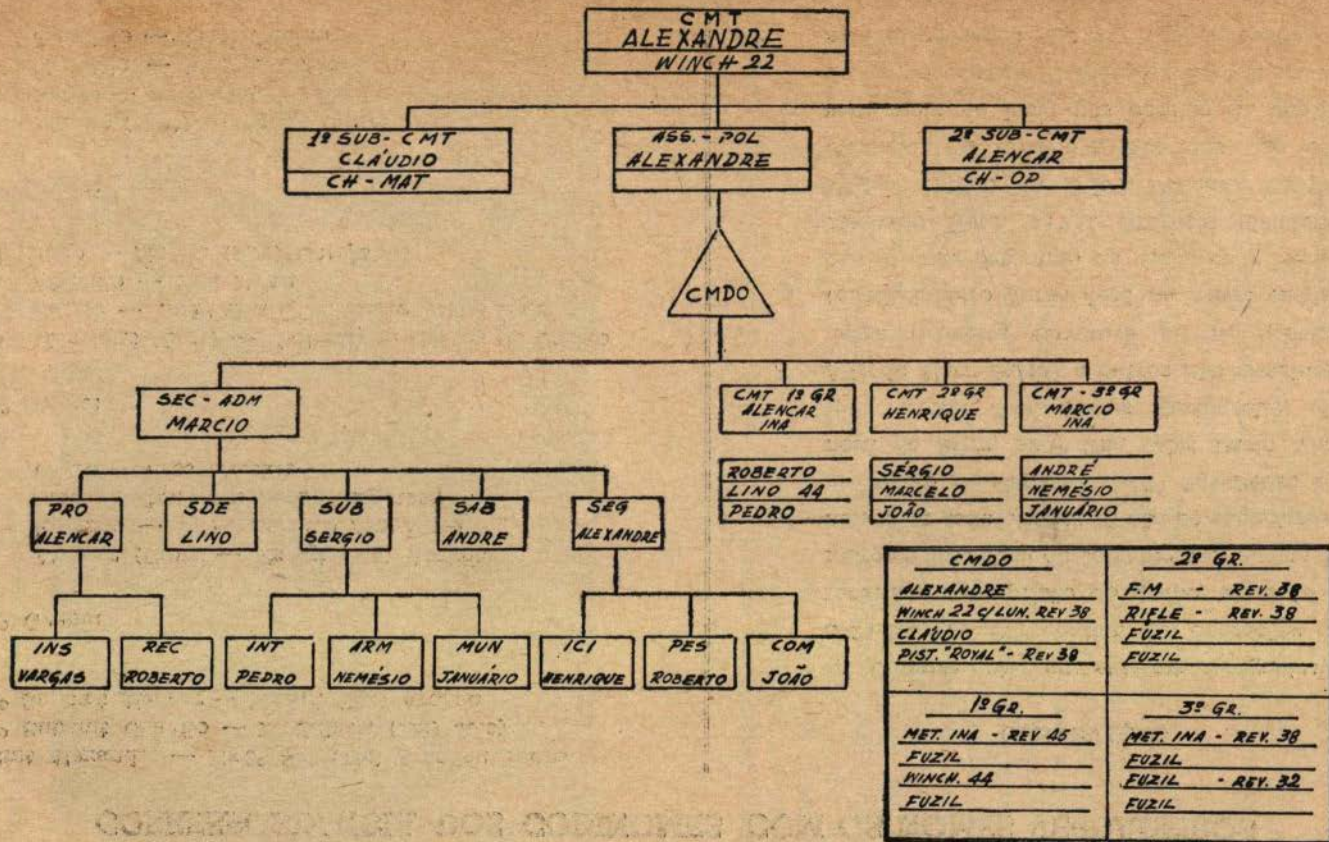 CMT
ALEXANDRE
WINCH 22
1º SUB-CMT
CLÁUDIO
CH-MAT
ASS.-POL
ALEXANDRE
2º SUB-CMT
ALENCAR
CH-OP
CMDO
SEC-ADM
MARCIO
CMT 1º GR
ALENCAR
INA
CMT 2º GR
HENRIQUE
CMT-3º GR
MARCIO
INA
ROBERTO
LINO 44
PEDRO
SÉRGIO
MARCELO
JOÃO
ANDRÉ
NEMÉSIO
JANUÁRIO
PRO
ALENCAR
SDE
LINO
SUB
SERGIO
SAB
ANDRE
SEG
ALEXANDRE
INS
VARGAS
REC
ROBERTO
INT
PEDRO
ARM
NEMÉSIO
MUN
JANUÁRIO
ICI
HENRIQUE
PES
ROBERTO
COM
JOÃO
CMDO
ALEXANDRE
WINCH 22 C/LUN. REV 38
CLÁUDIO
PIST. "ROYAL" - REV 38
2º GR.
F.M - REV. 38
RIFLE - REV. 38
FUZIL
FUZIL
1º GR.
MET. INA - REV 45
FUZIL
WINCH. 44
FUZIL
3º GR.
MET. INA - REV. 38
FUZIL
FUZIL - REV. 32
FUZIL